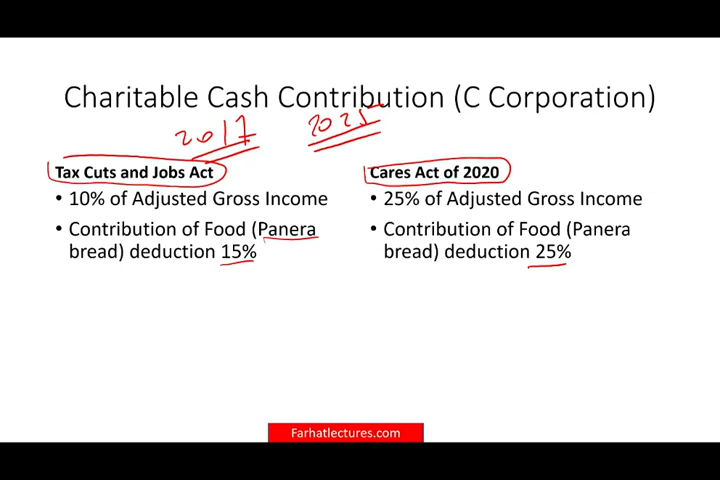 Charitable Cash Contribution (C Corporation)
2017 2025
Tax Cuts and Jobs Act
• 10% of Adjusted Gross Income
• Contribution of Food (Panera
bread) deduction 15%
Cares Act of 2020
• 25% of Adjusted Gross Income
• Contribution of Food (Panera
bread) deduction 25%
Farhatlectures.com